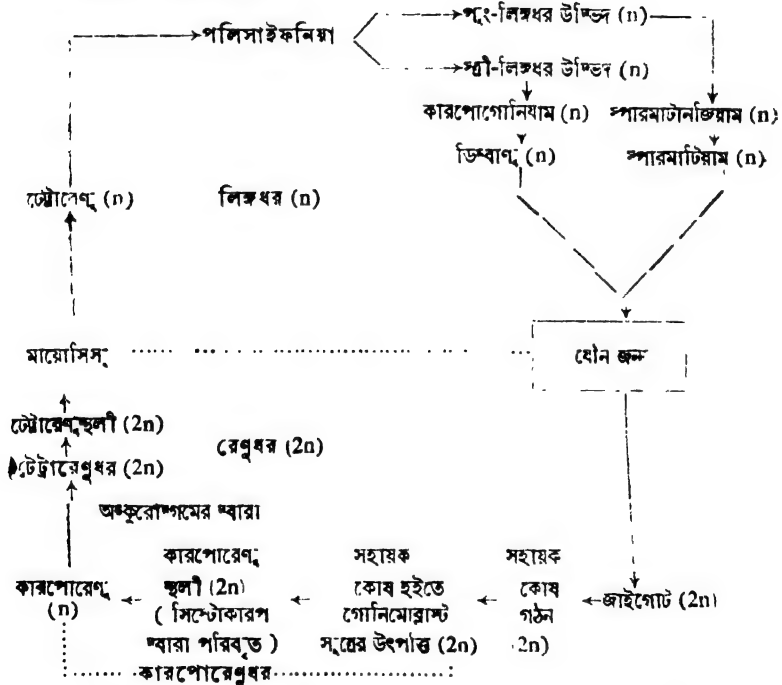 পুং-লিঙ্গধর উদ্ভিদ (n)
পলিসাইফনিয়া
স্ত্রী-লিঙ্গধর উদ্ভিদ (n)
কারপোগোনিয়াম (n) স্পারমাটানজিয়াম (n)
ডিম্বাণু (n) স্পারমাটিয়াম (n)
টেট্রারেণু (n) লিঙ্গধর (n)
মায়োসিস্ যৌন জনন
টেট্রারেণুস্থলী (2n)
রেণুধর (2n)
টেট্রারেণুধর (2n)
অঙ্কুরোদ্গমের দ্বারা
কারপোরেণু সহায়ক সহায়ক
কারপোরেণু স্থলী (2n) কোষ হইতে কোষ জাইগোট (2n)
(n) ( সিস্টোকারপ গোনিমোব্লাস্ট গঠন
দ্বারা পরিবৃত ) সূত্রের উৎপত্তি (2n) 2n)
কারপোরেণুধর